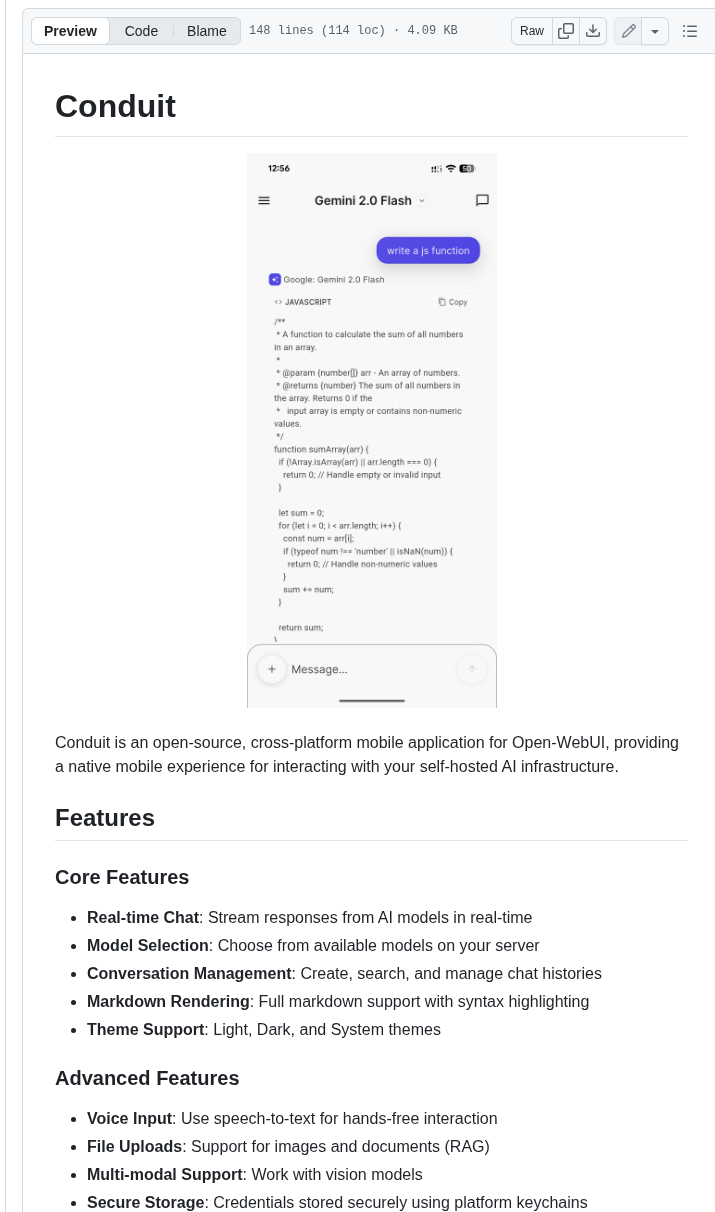 Preview Code Blame 148 lines (114 loc) · 4.09 KB Raw
Conduit
12:56 50
Gemini 2.0 Flash
write a js function
Google: Gemini 2.0 Flash
<> JAVASCRIPT Copy
/**
* A function to calculate the sum of all numbers
in an array.
*
* @param {number[]} arr - An array of numbers.
* @returns {number} The sum of all numbers in
the array. Returns 0 if the
* input array is empty or contains non-numeric
values.
*/
function sumArray(arr) {
if (!Array.isArray(arr) || arr.length === 0) {
return 0; // Handle empty or invalid input
}
let sum = 0;
for (let i = 0; i < arr.length; i++) {
const num = arr[i];
if (typeof num !== 'number' || isNaN(num)) {
return 0; // Handle non-numeric values
}
sum += num;
}
return sum;
+ Message...
Conduit is an open-source, cross-platform mobile application for Open-WebUI, providing
a native mobile experience for interacting with your self-hosted AI infrastructure.
Features
Core Features
• Real-time Chat: Stream responses from AI models in real-time
• Model Selection: Choose from available models on your server
• Conversation Management: Create, search, and manage chat histories
• Markdown Rendering: Full markdown support with syntax highlighting
• Theme Support: Light, Dark, and System themes
Advanced Features
• Voice Input: Use speech-to-text for hands-free interaction
• File Uploads: Support for images and documents (RAG)
• Multi-modal Support: Work with vision models
• Secure Storage: Credentials stored securely using platform keychains